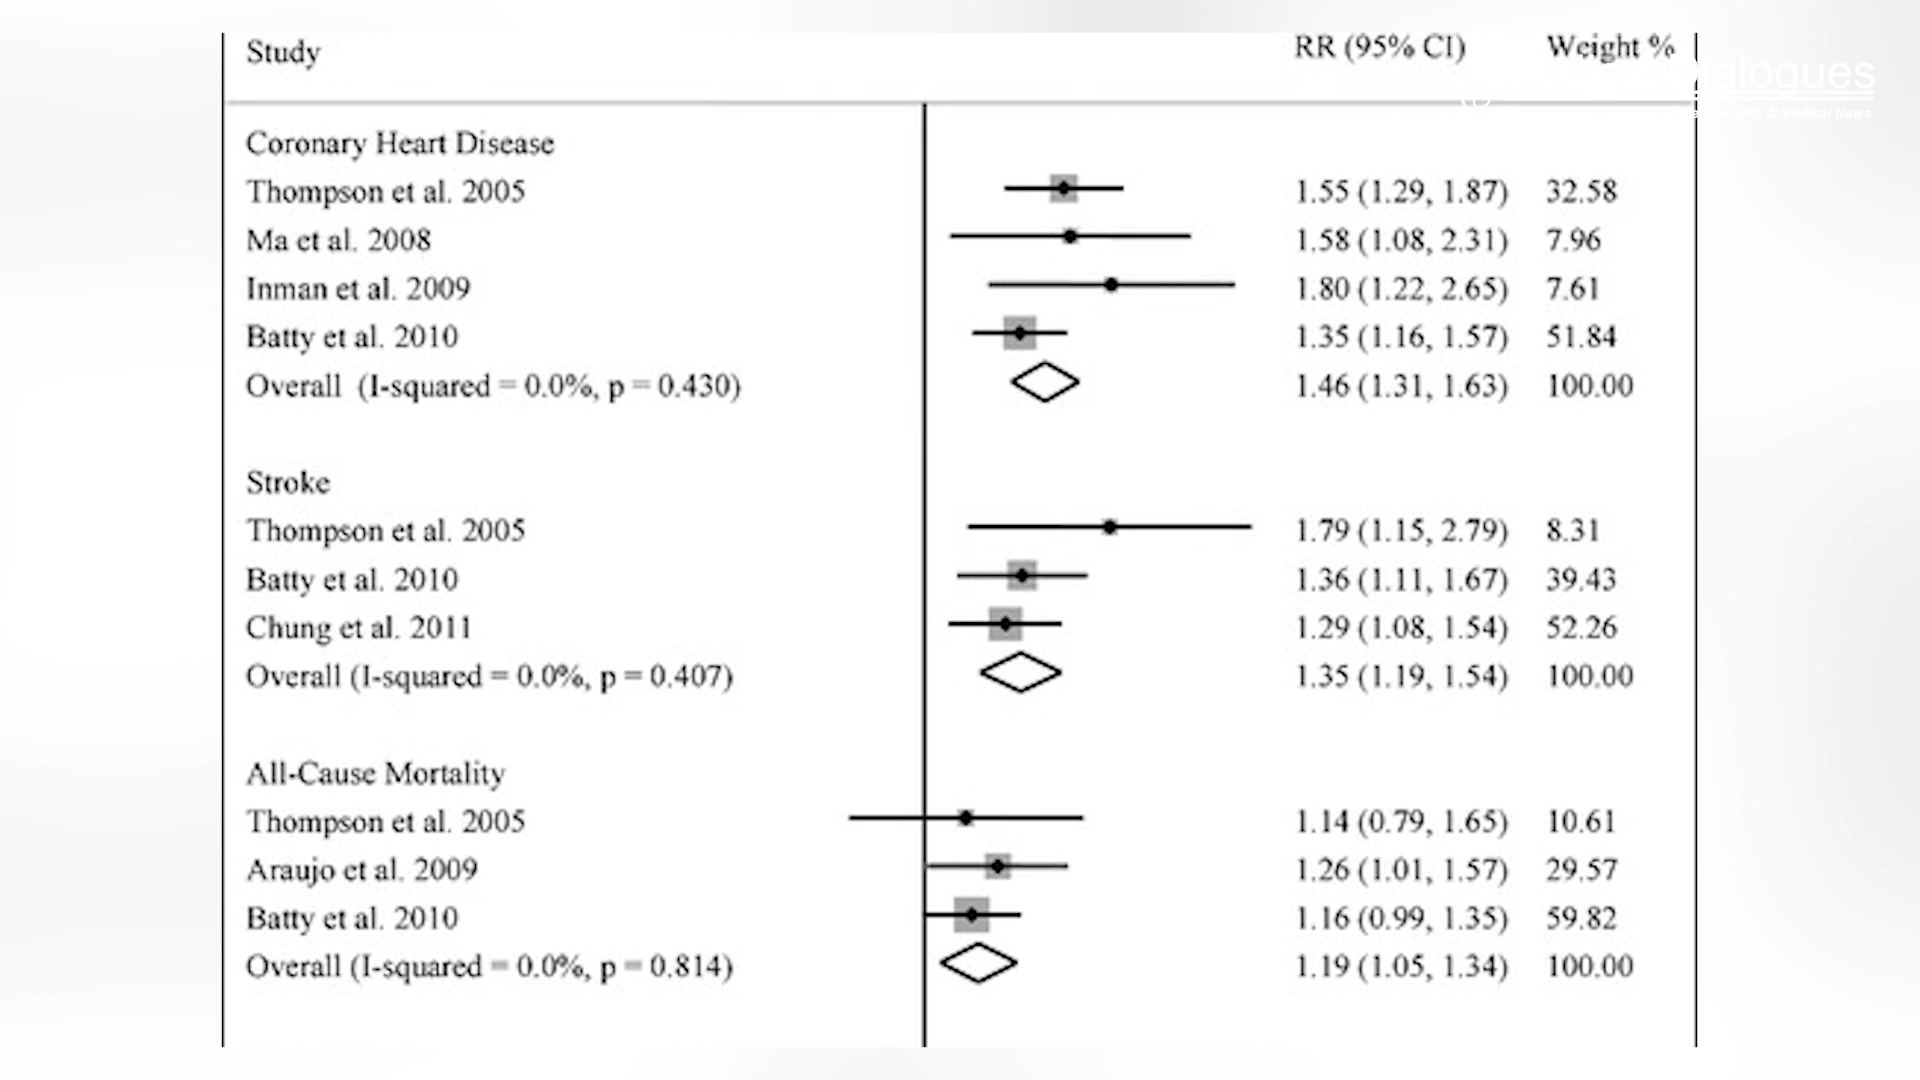 Study RR (95% CI) Weight %
alogues
Health & Medical News
Coronary Heart Disease
Thompson et al. 2005 1.55 (1.29, 1.87) 32.58
Ma et al. 2008 1.58 (1.08, 2.31) 7.96
Inman et al. 2009 1.80 (1.22, 2.65) 7.61
Batty et al. 2010 1.35 (1.16, 1.57) 51.84
Overall (I-squared = 0.0%, p = 0.430) 1.46 (1.31, 1.63) 100.00
Stroke
Thompson et al. 2005 1.79 (1.15, 2.79) 8.31
Batty et al. 2010 1.36 (1.11, 1.67) 39.43
Chung et al. 2011 1.29 (1.08, 1.54) 52.26
Overall (I-squared = 0.0%, p = 0.407) 1.35 (1.19, 1.54) 100.00
All-Cause Mortality
Thompson et al. 2005 1.14 (0.79, 1.65) 10.61
Araujo et al. 2009 1.26 (1.01, 1.57) 29.57
Batty et al. 2010 1.16 (0.99, 1.35) 59.82
Overall (I-squared = 0.0%, p = 0.814) 1.19 (1.05, 1.34) 100.00